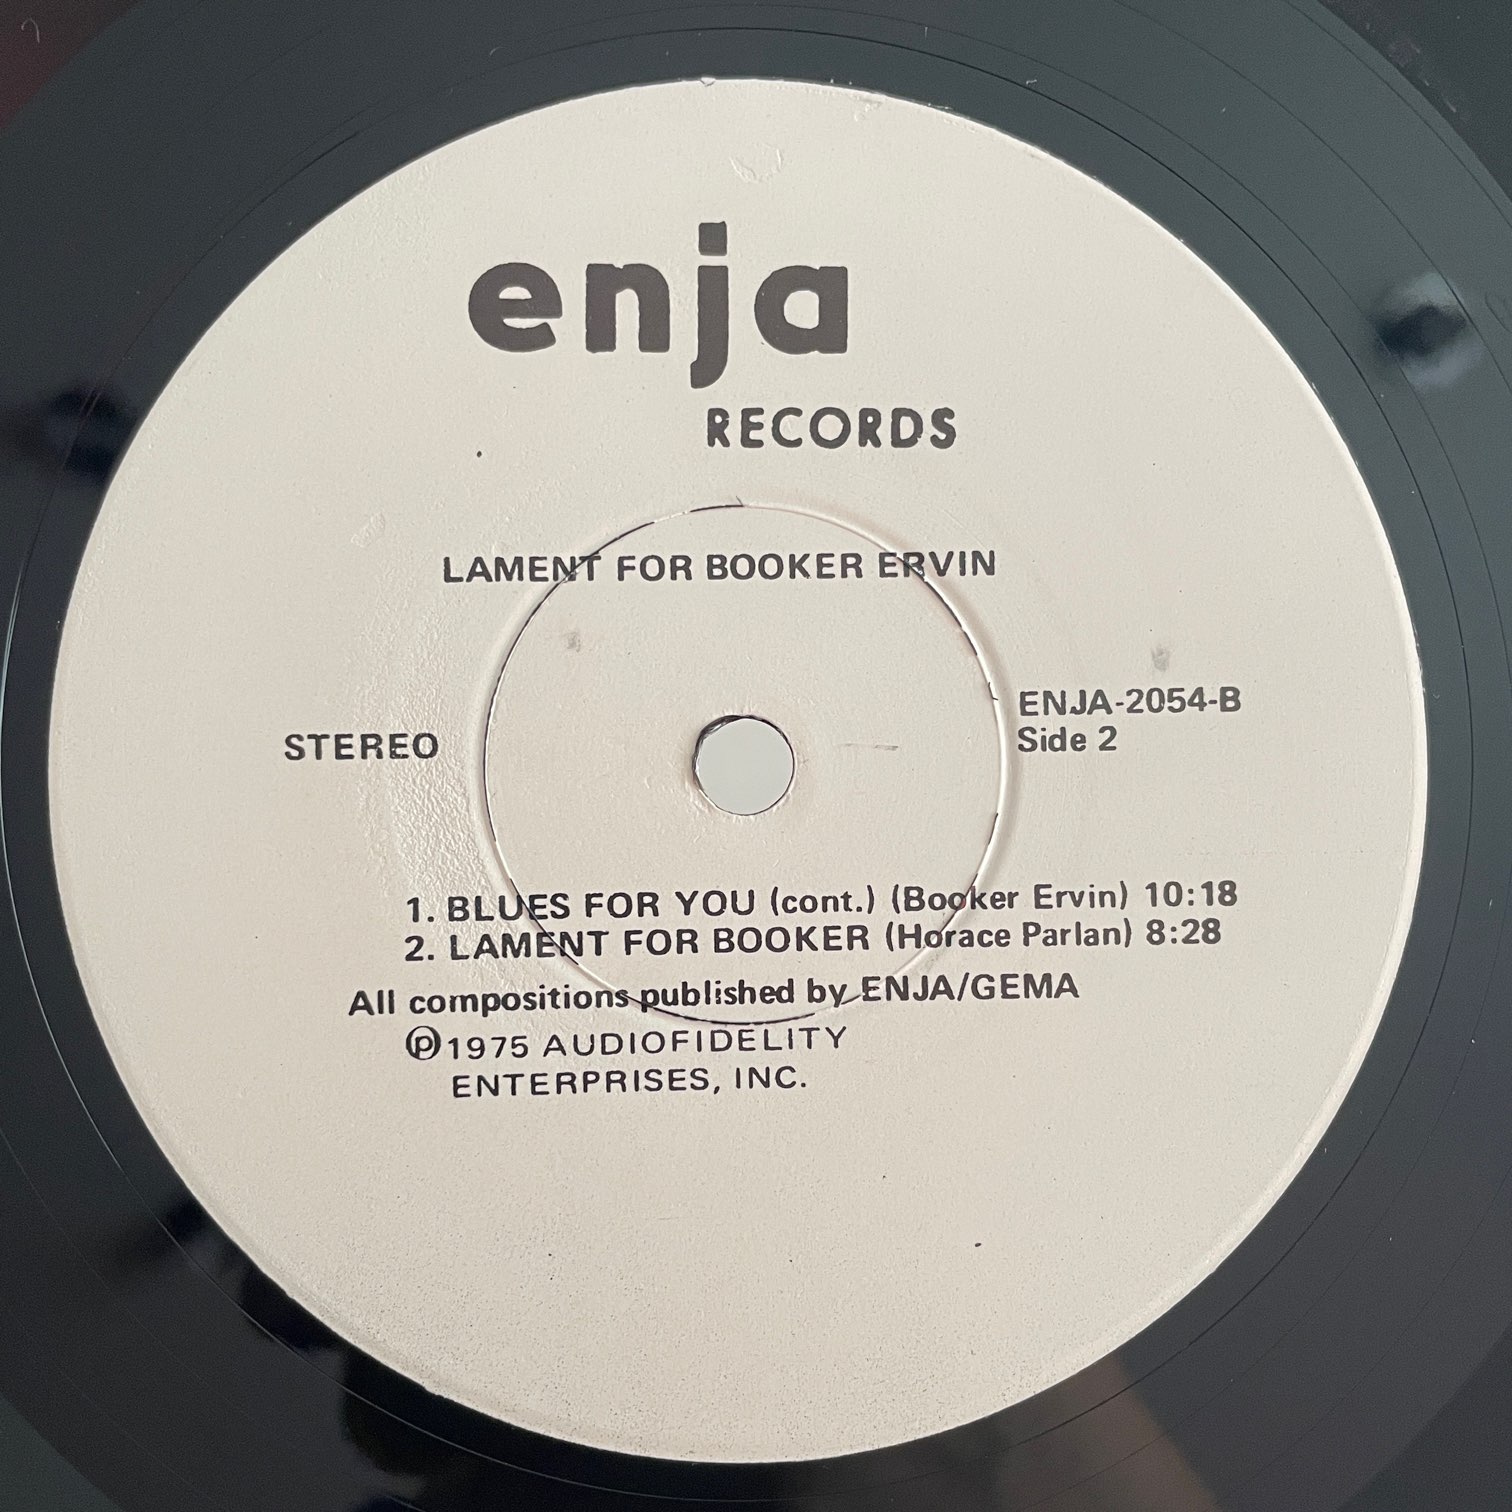 enja
RECORDS
LAMENT FOR BOOKER ERVIN
STEREO
ENJA-2054-B
Side 2
1. BLUES FOR YOU (cont.) (Booker Ervin) 10:18
2. LAMENT FOR BOOKER (Horace Parlan) 8:28
All compositions published by ENJA/GEMA
℗1975 AUDIOFIDELITY
ENTERPRISES, INC.